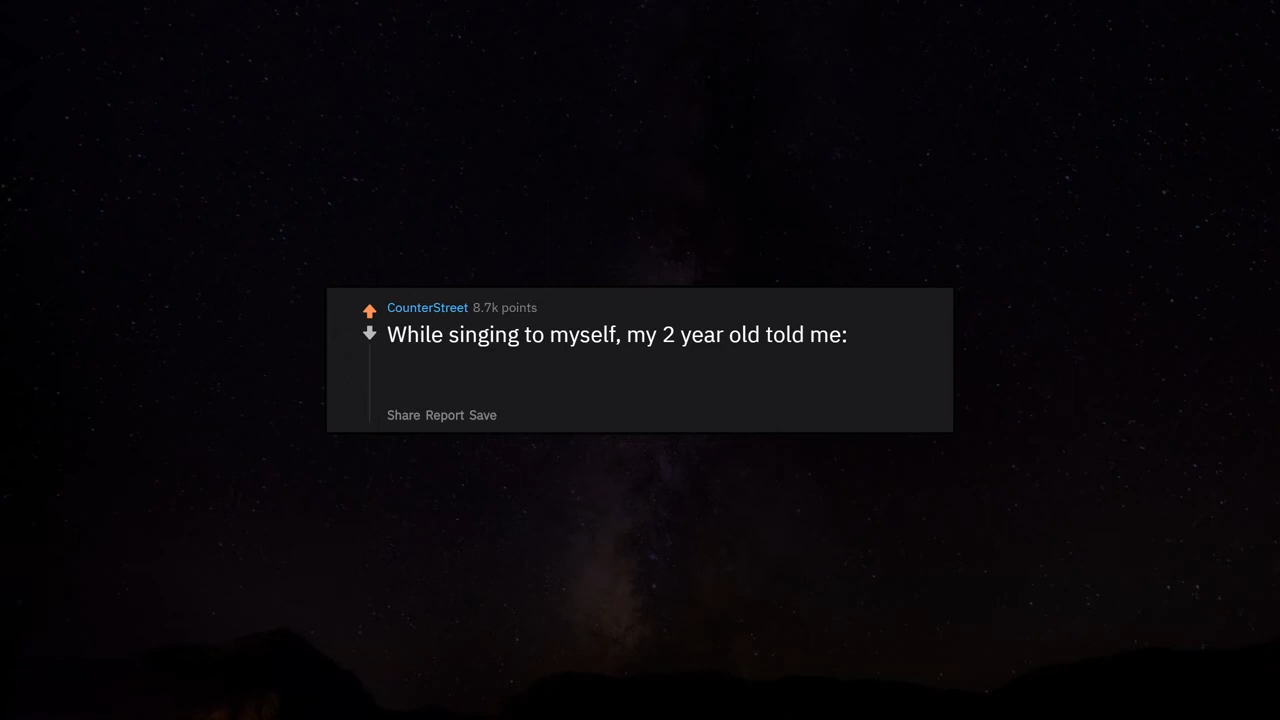 CounterStreet 8.7k points
While singing to myself, my 2 year old told me:
Share Report Save